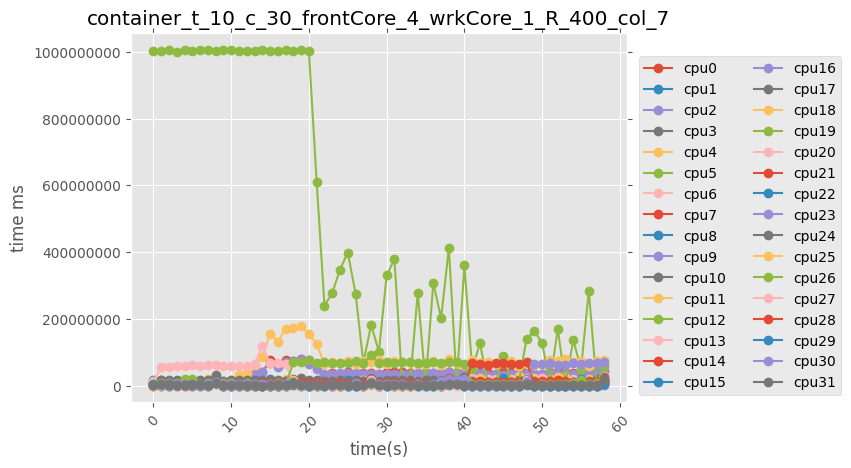 container_t_10_c_30_frontCore_4_wrkCore_1_R_400_col_7
1000000000
800000000
600000000
400000000
200000000
0
time ms
0
10
20
30
40
50
60
time(s)
cpu0
cpu1
cpu2
cpu3
cpu4
cpu5
cpu6
cpu7
cpu8
cpu9
cpu10
cpu11
cpu12
cpu13
cpu14
cpu15
cpu16
cpu17
cpu18
cpu19
cpu20
cpu21
cpu22
cpu23
cpu24
cpu25
cpu26
cpu27
cpu28
cpu29
cpu30
cpu31